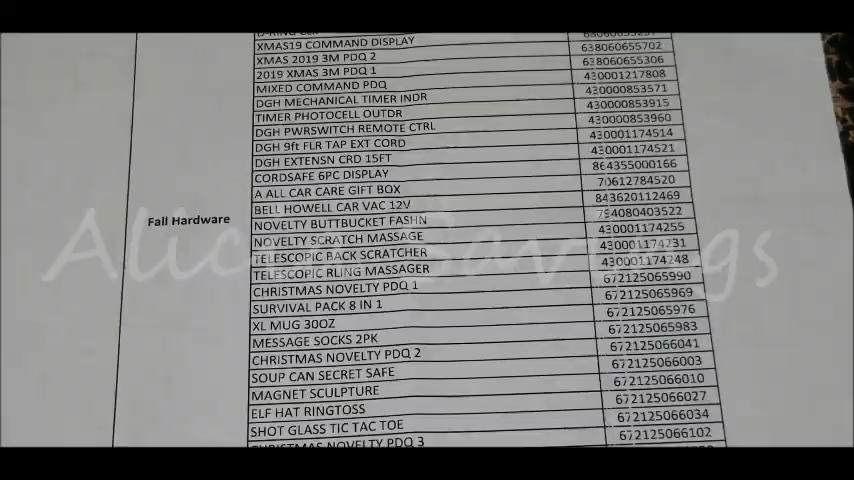 D-RING CLR
XMAS19 COMMAND DISPLAY
XMAS 2019 3M PDQ 2 638060655702
2019 XMAS 3M PDQ 1 638060655306
MIXED COMMAND PDQ 430001217808
DGH MECHANICAL TIMER INDR 430000853571
TIMER PHOTOCELL OUTDR 430000853915
DGH PWRSWITCH REMOTE CTRL 430000853960
DGH 9ft FLR TAP EXT CORD 430001174514
DGH EXTENSN CRD 15FT 430001174521
CORDSAFE 6PC DISPLAY 864355000166
A ALL CAR CARE GIFT BOX 70612784520
BELL HOWELL CAR VAC 12V 843620112469
Fall Hardware
NOVELTY BUTTBUCKET FASHN 794080403522
NOVELTY SCRATCH MASSAGE 430001174255
TELESCOPIC BACK SCRATCHER 430001174231
TELESCOPIC RLING MASSAGER 430001174248
CHRISTMAS NOVELTY PDQ 1 672125065990
SURVIVAL PACK 8 IN 1 672125065969
XL MUG 30OZ 672125065976
MESSAGE SOCKS 2PK 672125065983
CHRISTMAS NOVELTY PDQ 2 672125066041
SOUP CAN SECRET SAFE 672125066003
MAGNET SCULPTURE 672125066010
ELF HAT RINGTOSS 672125066027
SHOT GLASS TIC TAC TOE 672125066034
CHRISTMAS NOVELTY PDQ 3 672125066102